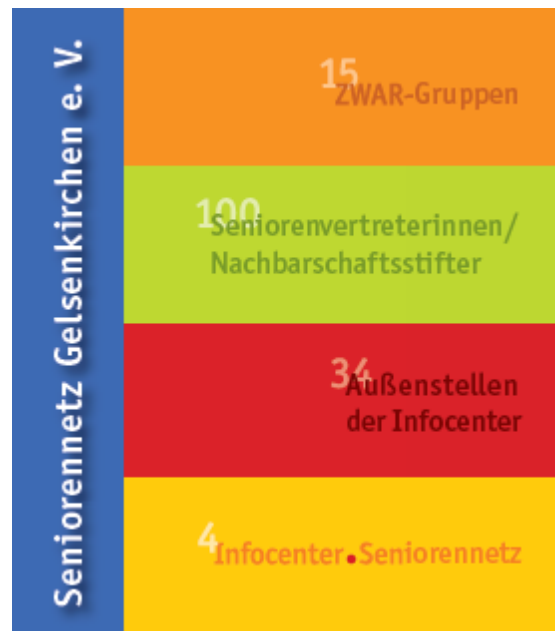 Seniorennetz Gelsenkirchen e. V.
15
ZWAR-Gruppen
100
Seniorenvertreterinnen/
Nachbarschaftsstifter
34
Außenstellen
der Infocenter
4
Infocenter.Seniorennetz